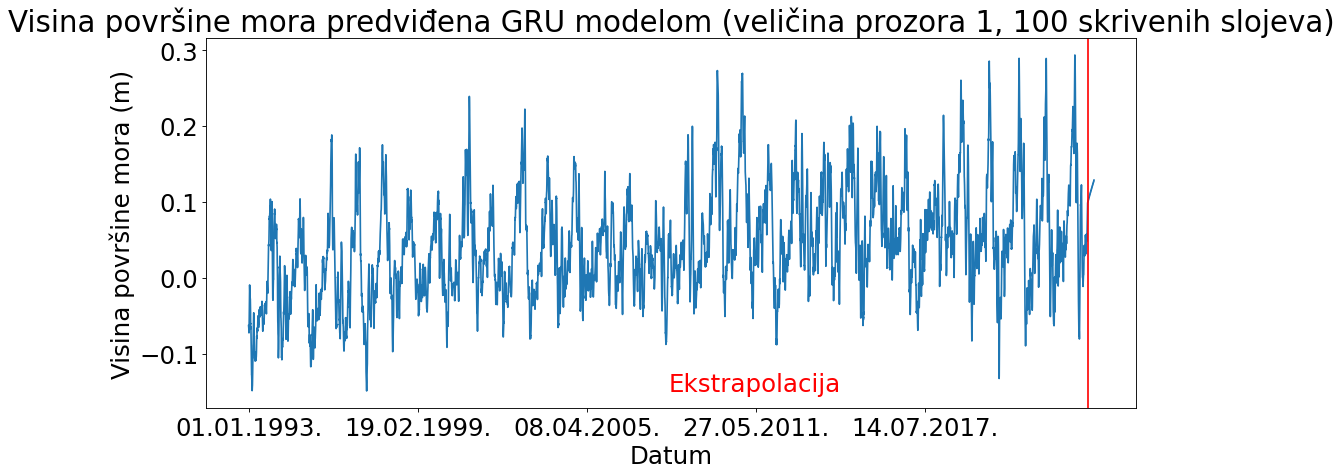 Visina površine mora predviđena GRU modelom (veličina prozora 1, 100 skrivenih slojeva)
Visina površine mora (m)
0.3
0.2
0.1
0.0
−0.1
Ekstrapolacija
01.01.1993. 19.02.1999. 08.04.2005. 27.05.2011. 14.07.2017.
Datum